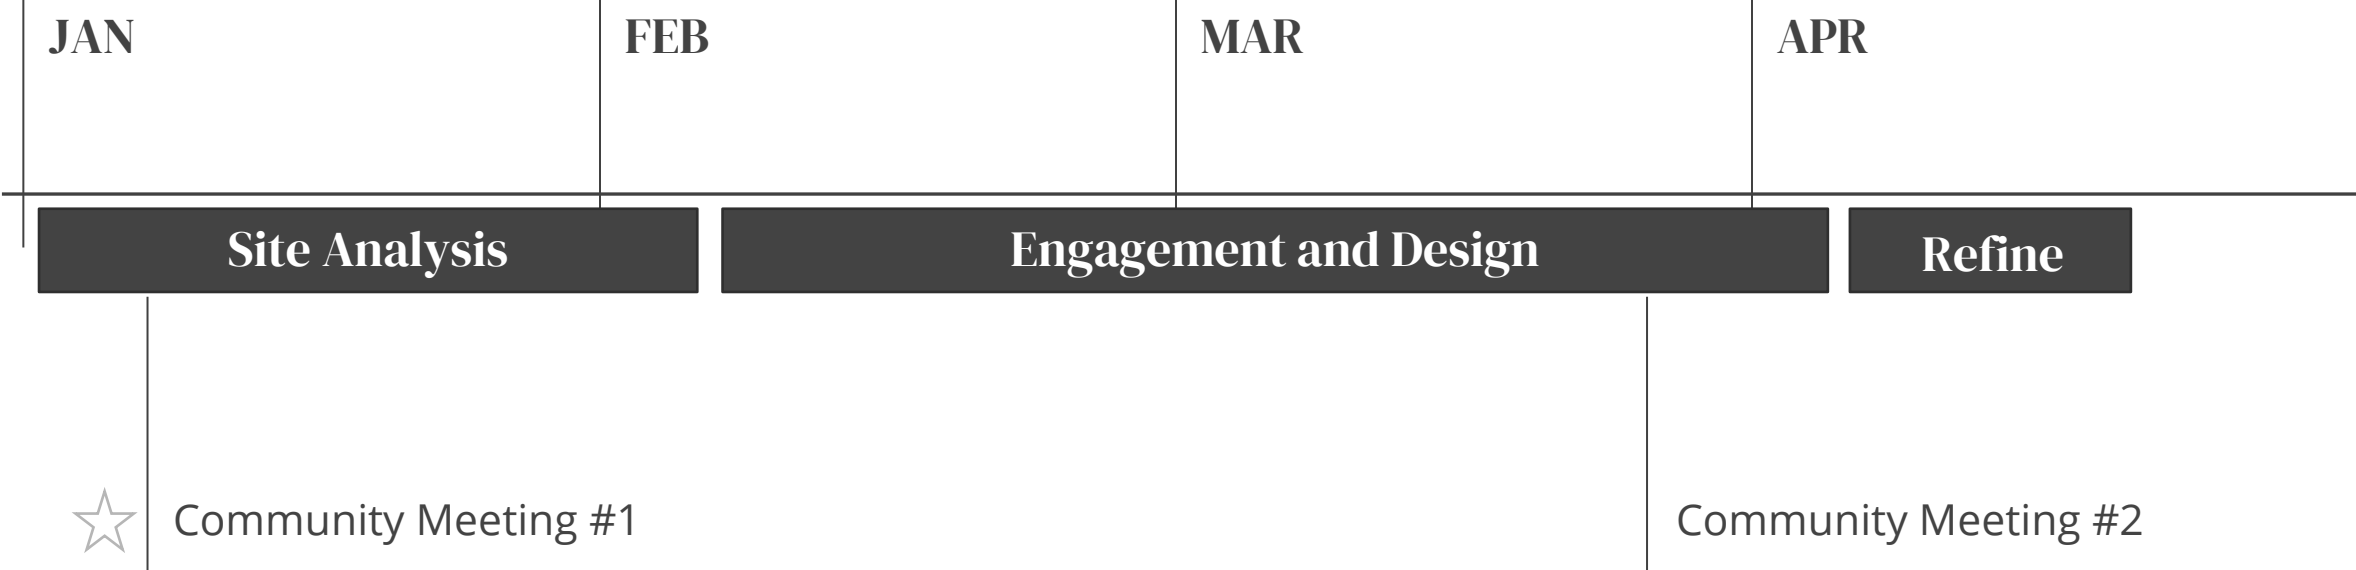 JAN FEB MAR APR
Site Analysis Engagement and Design Refine
Community Meeting #1 Community Meeting #2